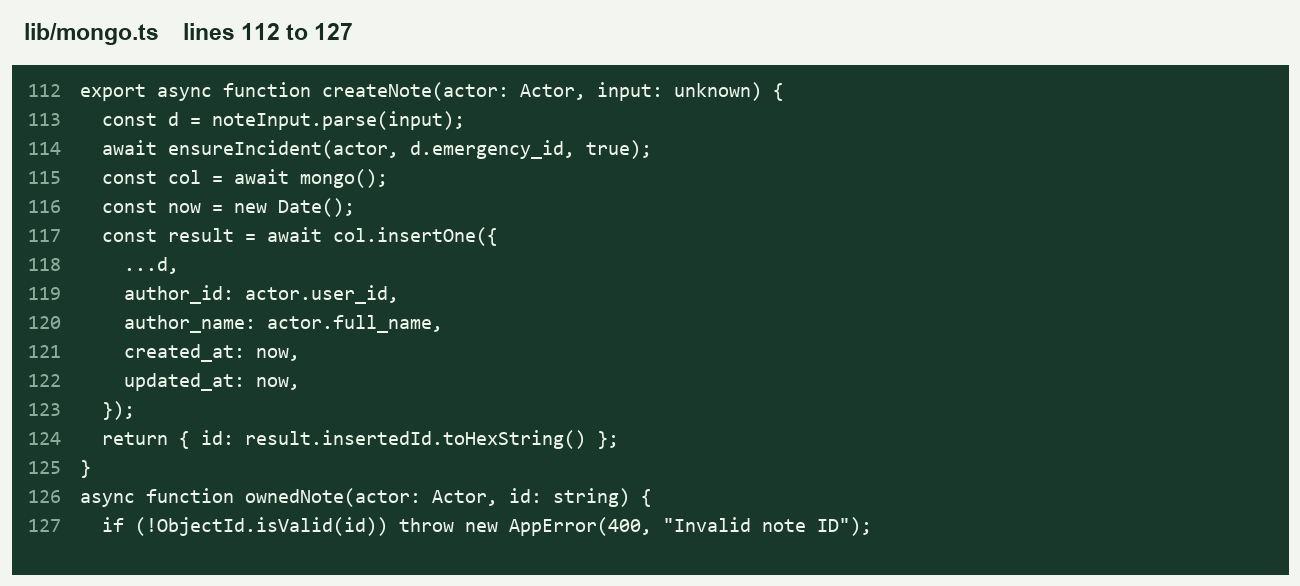 lib/mongo.ts    lines 112 to 127
112  export async function createNote(actor: Actor, input: unknown) {
113    const d = noteInput.parse(input);
114    await ensureIncident(actor, d.emergency_id, true);
115    const col = await mongo();
116    const now = new Date();
117    const result = await col.insertOne({
118      ...d,
119      author_id: actor.user_id,
120      author_name: actor.full_name,
121      created_at: now,
122      updated_at: now,
123    });
124    return { id: result.insertedId.toHexString() };
125  }
126  async function ownedNote(actor: Actor, id: string) {
127    if (!ObjectId.isValid(id)) throw new AppError(400, "Invalid note ID");